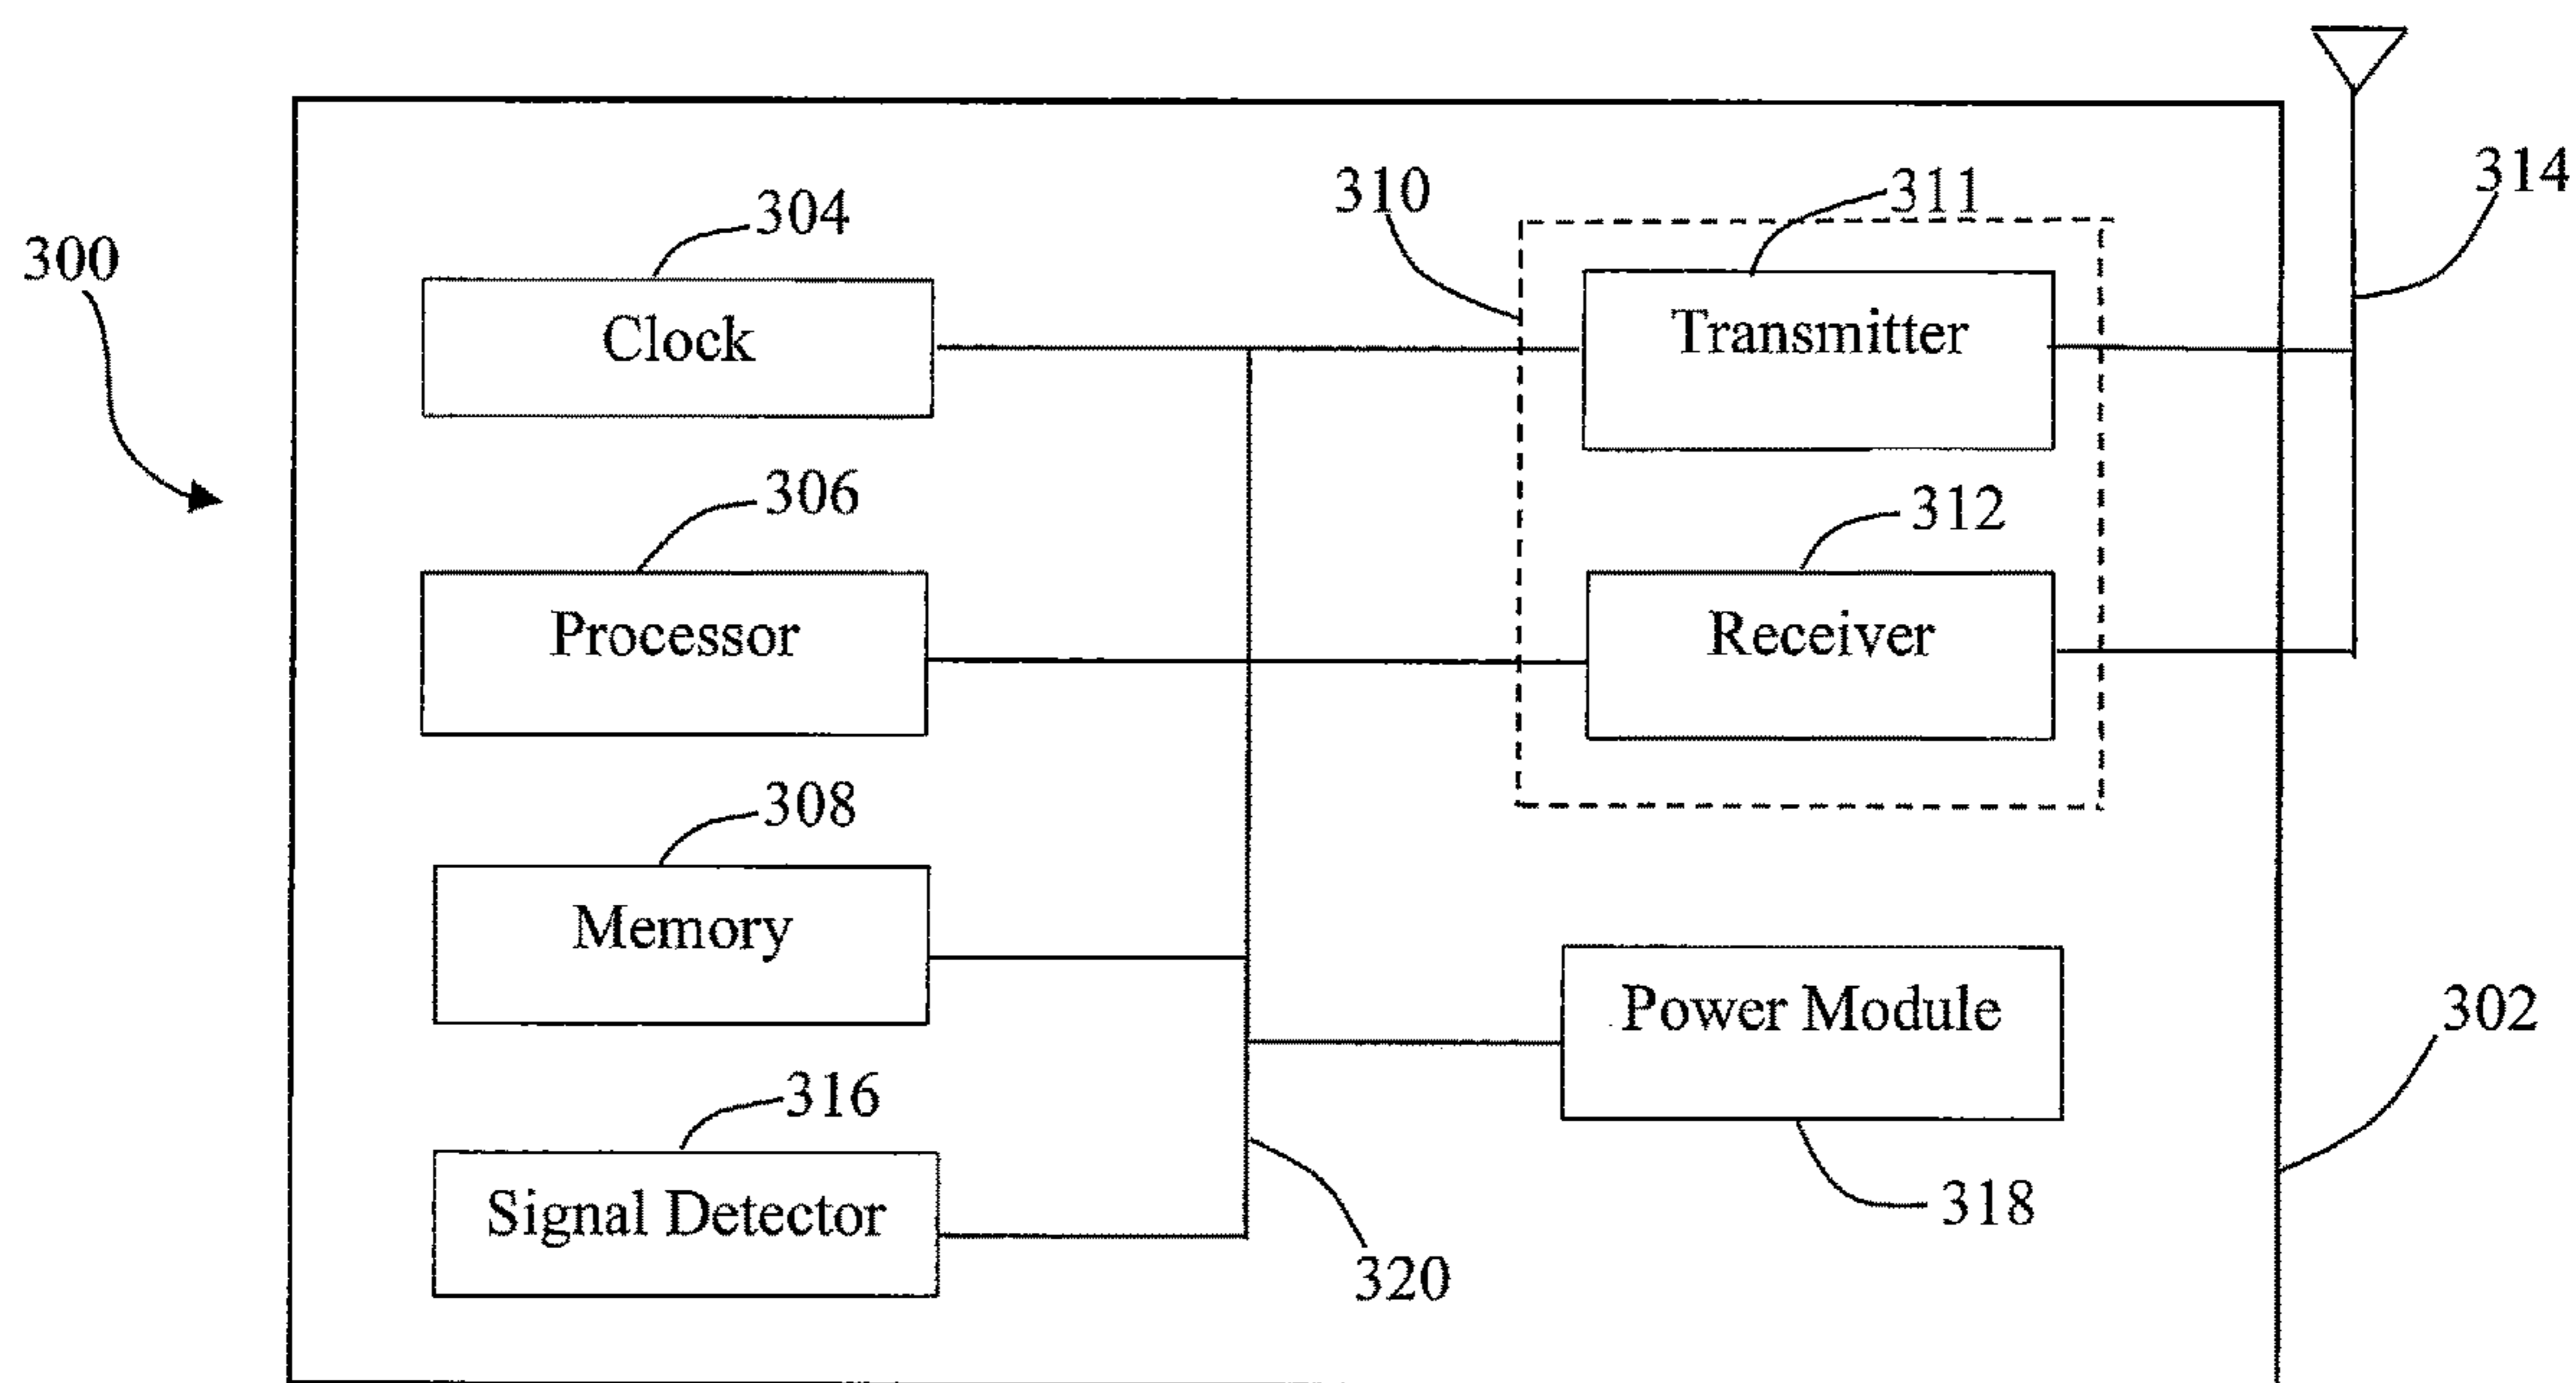 314
310
311
304
300
Clock
Transmitter
306
312
Processor
Receiver
308
Memory
Power Module
302
316
318
Signal Detector
320